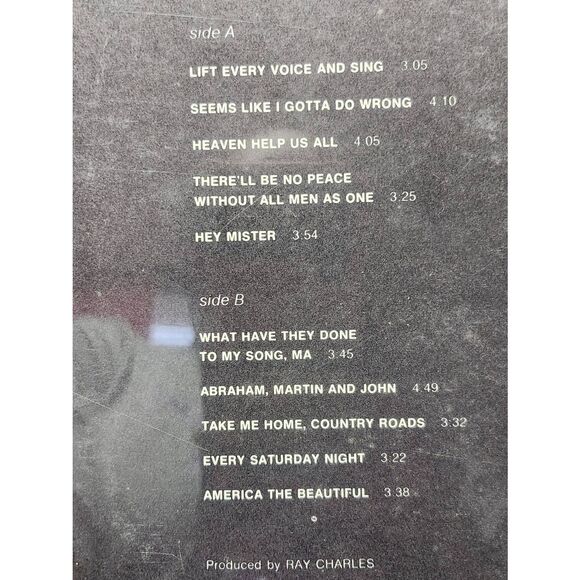 side A
LIFT EVERY VOICE AND SING 3.05
SEEMS LIKE I GOTTA DO WRONG 4.10
HEAVEN HELP US ALL 4.05
THERE'LL BE NO PEACE
WITHOUT ALL MEN AS ONE 3.25
HEY MISTER 3:54
side B
WHAT HAVE THEY DONE
TO MY SONG, MA 3.45
ABRAHAM, MARTIN AND JOHN 4.49
TAKE ME HOME, COUNTRY ROADS 3:32
EVERY SATURDAY NIGHT 3:22
AMERICA THE BEAUTIFUL 3.38
Produced by RAY CHARLES